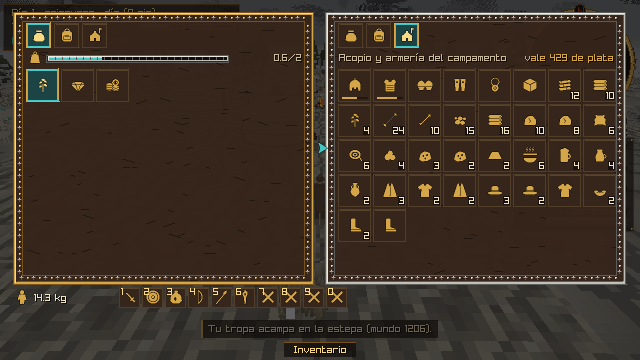 0.6/2
Acopio y armería del campamento vale 429 de plata
12 10
4 24 10 15 16 10 8 6
6 4 3 2 2 6 4 4
2 3 2 2 3 2 2
2
14.3 kg
1 2 3 4 5 6 7 8 9 0
Tu tropa acampa en la estepa (mundo 1206).
Inventario